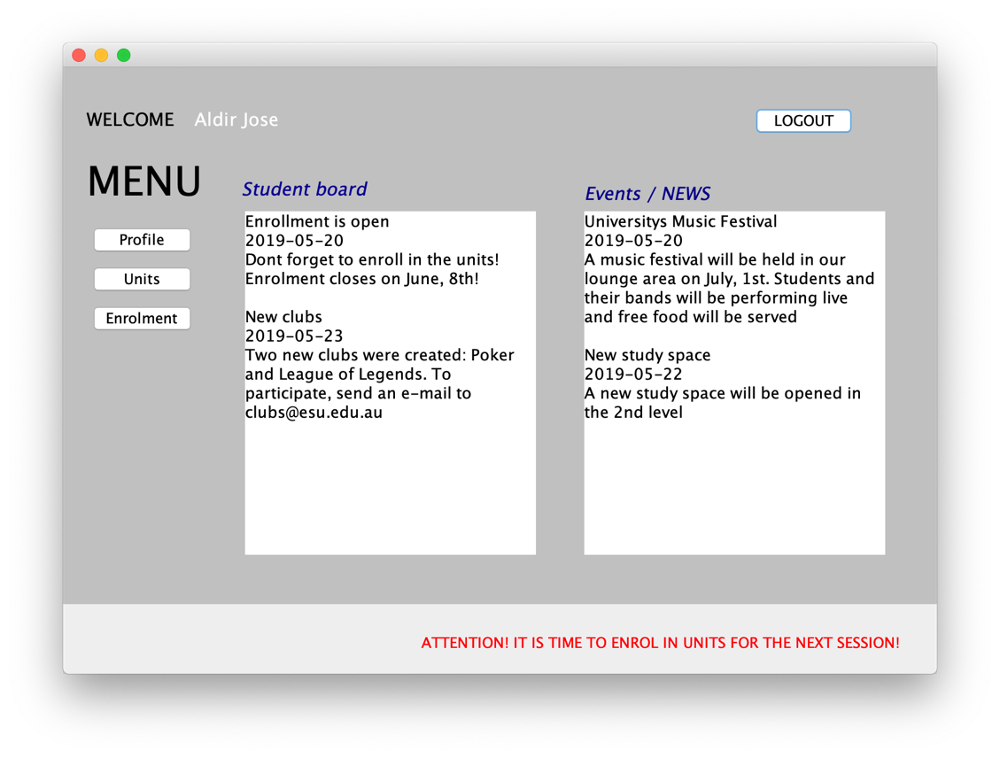 WELCOME Aldir Jose
LOGOUT
MENU
Profile
Units
Enrolment
Student board
Enrollment is open
2019-05-20
Dont forget to enroll in the units!
Enrolment closes on June, 8th!
New clubs
2019-05-23
Two new clubs were created: Poker
and League of Legends. To
participate, send an e-mail to
clubs@esu.edu.au
Events / NEWS
Universitys Music Festival
2019-05-20
A music festival will be held in our
lounge area on July, 1st. Students and
their bands will be performing live
and free food will be served
New study space
2019-05-22
A new study space will be opened in
the 2nd level
ATTENTION! IT IS TIME TO ENROL IN UNITS FOR THE NEXT SESSION!